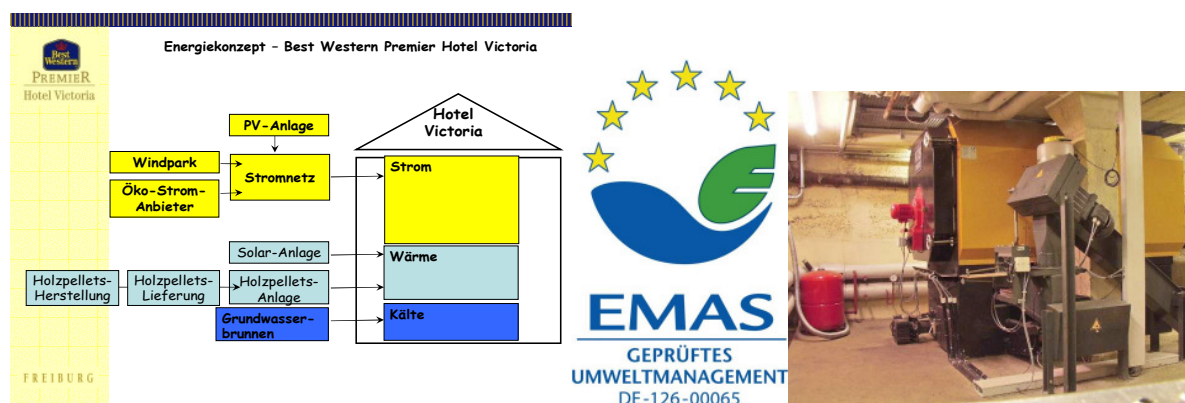 Energiekonzept – Best Western Premier Hotel Victoria
Best
Western
PREMIER
Hotel Victoria
Hotel
Victoria
PV-Anlage
Windpark
Stromnetz
Öko-Strom-
Anbieter
Strom
Solar-Anlage
Wärme
Holzpellets-
Herstellung
Holzpellets-
Lieferung
Holzpellets-
Anlage
Grundwasser-
brunnen
Kälte
FREIBURG
EMAS
GEPRÜFTES
UMWELTMANAGEMENT
DE-126-00065